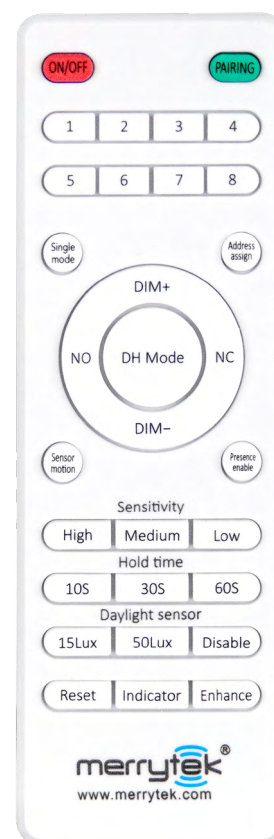 ON/OFF PAIRING
1 2 3 4
5 6 7 8
Single mode
Address assign
DIM+
NO DH Mode NC
DIM−
Sensor motion
Presence enable
Sensitivity
High Medium Low
Hold time
10S 30S 60S
Daylight sensor
15Lux 50Lux Disable
Reset Indicator Enhance
merrytek®
www.merrytek.com